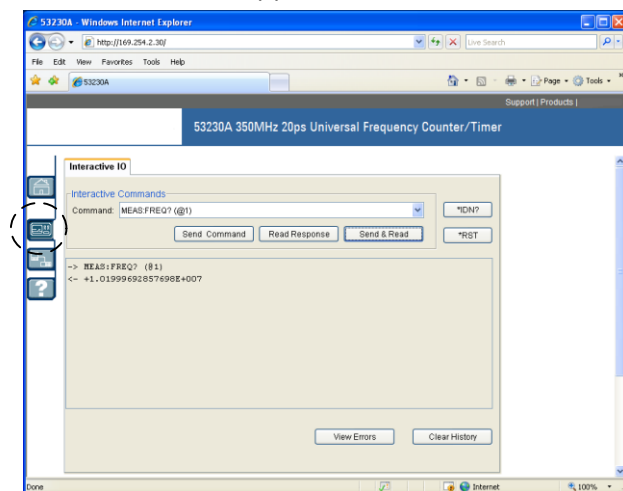 53230A - Windows Internet Explorer
http://169.254.2.30/
Live Search
File Edit View Favorites Tools Help
53230A
Page Tools
Support | Products |
53230A 350MHz 20ps Universal Frequency Counter/Timer
Interactive IO
Interactive Commands
Command: MEAS:FREQ? (@1)
*IDN?
Send Command Read Response Send & Read *RST
-> MEAS:FREQ? (@1)
<- +1.01999692857698E+007
View Errors Clear History
Done Internet 100%